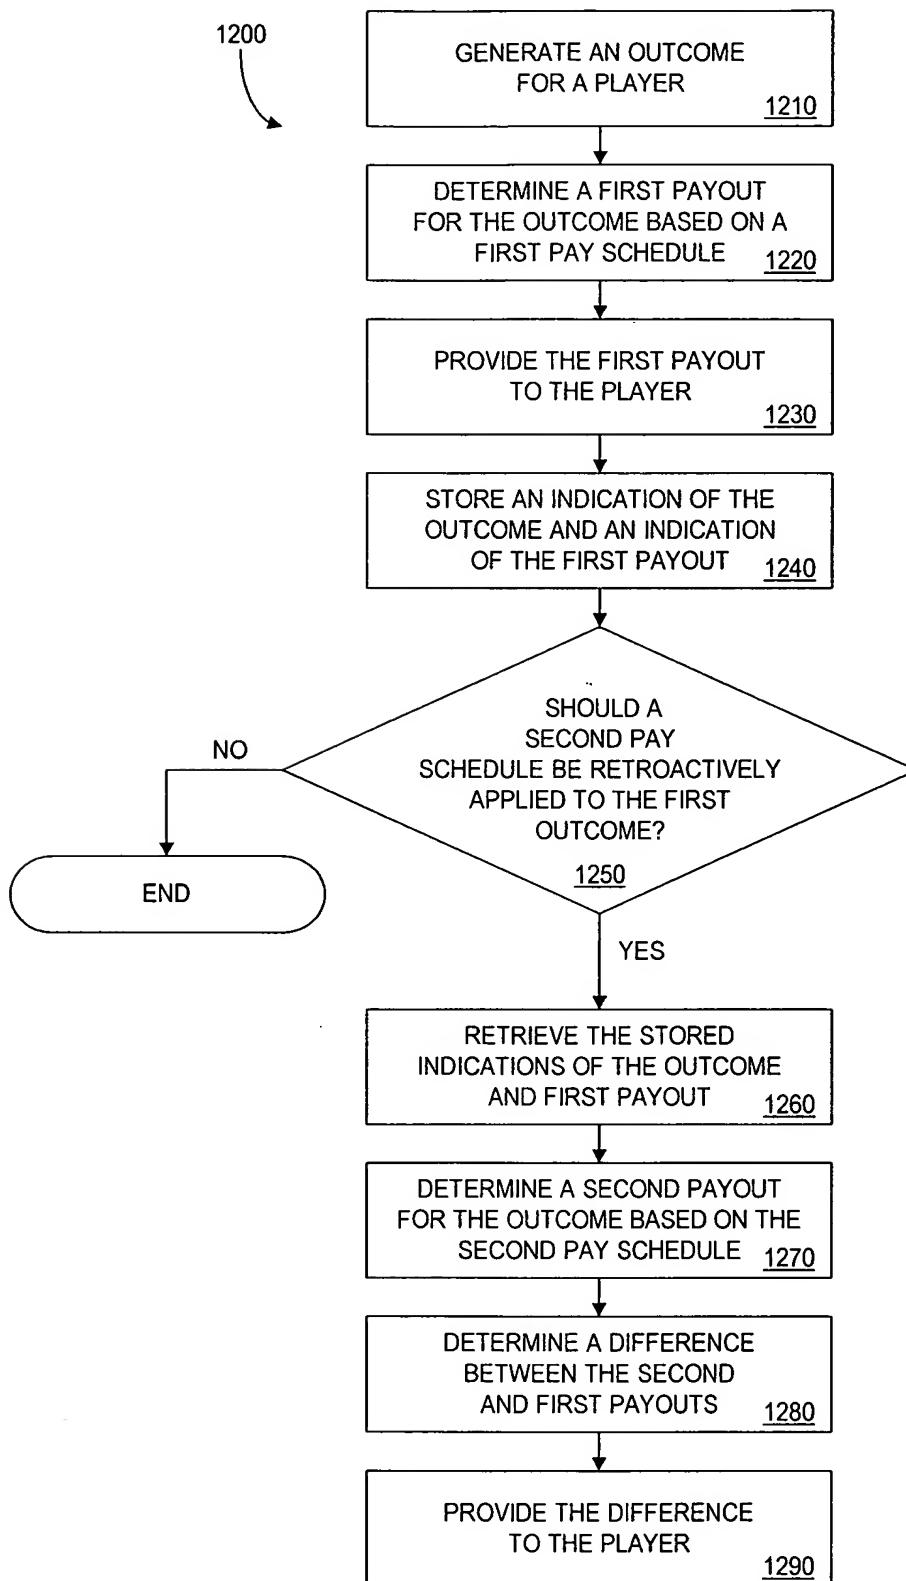 1200
GENERATE AN OUTCOME
FOR A PLAYER
1210
DETERMINE A FIRST PAYOUT
FOR THE OUTCOME BASED ON A
FIRST PAY SCHEDULE
1220
PROVIDE THE FIRST PAYOUT
TO THE PLAYER
1230
STORE AN INDICATION OF THE
OUTCOME AND AN INDICATION
OF THE FIRST PAYOUT
1240
SHOULD A
SECOND PAY
SCHEDULE BE RETROACTIVELY
APPLIED TO THE FIRST
OUTCOME?
1250
NO
END
YES
RETRIEVE THE STORED
INDICATIONS OF THE OUTCOME
AND FIRST PAYOUT
1260
DETERMINE A SECOND PAYOUT
FOR THE OUTCOME BASED ON THE
SECOND PAY SCHEDULE
1270
DETERMINE A DIFFERENCE
BETWEEN THE SECOND
AND FIRST PAYOUTS
1280
PROVIDE THE DIFFERENCE
TO THE PLAYER
1290